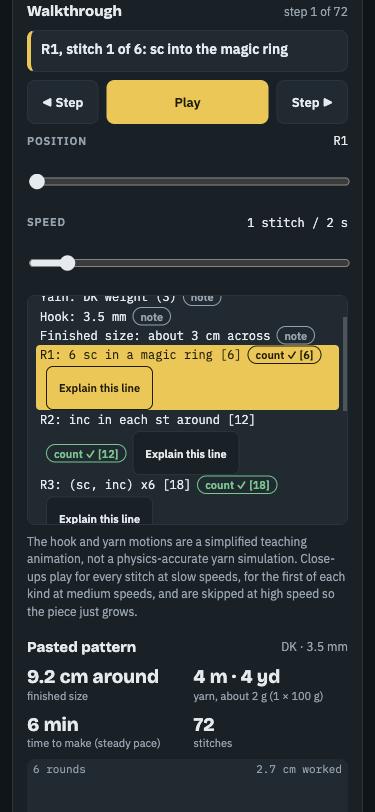 Walkthrough step 1 of 72
R1, stitch 1 of 6: sc into the magic ring
◀ Step Play Step ▶
POSITION R1
SPEED 1 stitch / 2 s
Yarn: DK weight (3) note
Hook: 3.5 mm note
Finished size: about 3 cm across note
R1: 6 sc in a magic ring [6] count ✓ [6]
Explain this line
R2: inc in each st around [12]
count ✓ [12] Explain this line
R3: (sc, inc) x6 [18] count ✓ [18]
Explain this line
The hook and yarn motions are a simplified teaching
animation, not a physics-accurate yarn simulation. Close-
ups play for every stitch at slow speeds, for the first of each
kind at medium speeds, and are skipped at high speed so
the piece just grows.
Pasted pattern DK · 3.5 mm
9.2 cm around 4 m · 4 yd
finished size yarn, about 2 g (1 × 100 g)
6 min 72
time to make (steady pace) stitches
6 rounds 2.7 cm worked